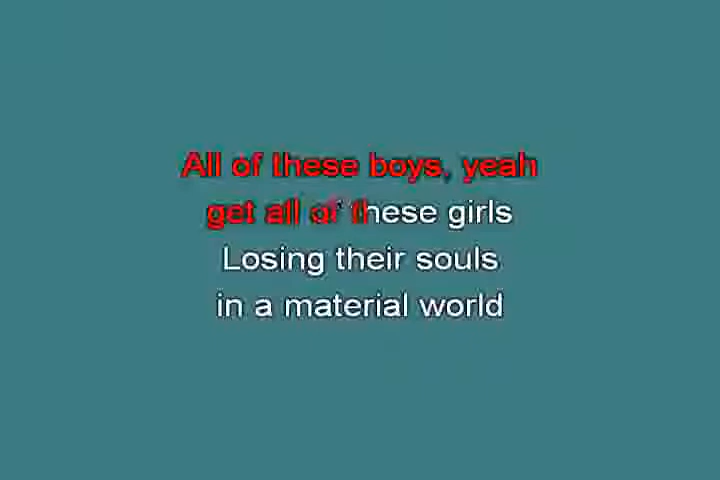 All of these boys, yeah
get all of these girls
Losing their souls
in a material world